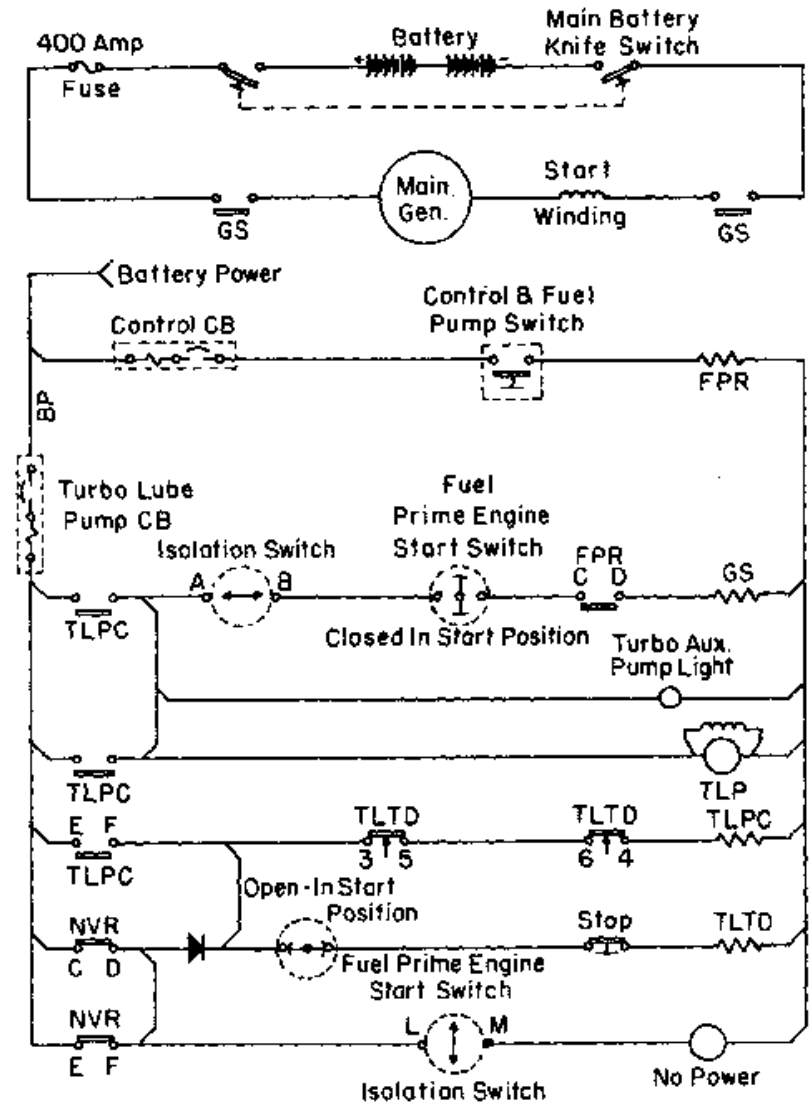 400 Amp
Fuse
+
Battery
-
Main Battery
Knife Switch
GS
Main
Gen.
Start
Winding
GS
Battery Power
Control CB
Control & Fuel
Pump Switch
FPR
BP
Turbo Lube
Pump CB
Isolation Switch
A B
Fuel
Prime Engine
Start Switch
FPR
C D
GS
TLPC
Closed In Start Position
Turbo Aux.
Pump Light
TLPC
TLP
E F
TLPC
TLTD
3 5
TLTD
6 4
TLPC
Open-In Start
Position
NVR
C D
Fuel Prime Engine
Start Switch
Stop
TLTD
NVR
E F
L M
Isolation Switch
No Power